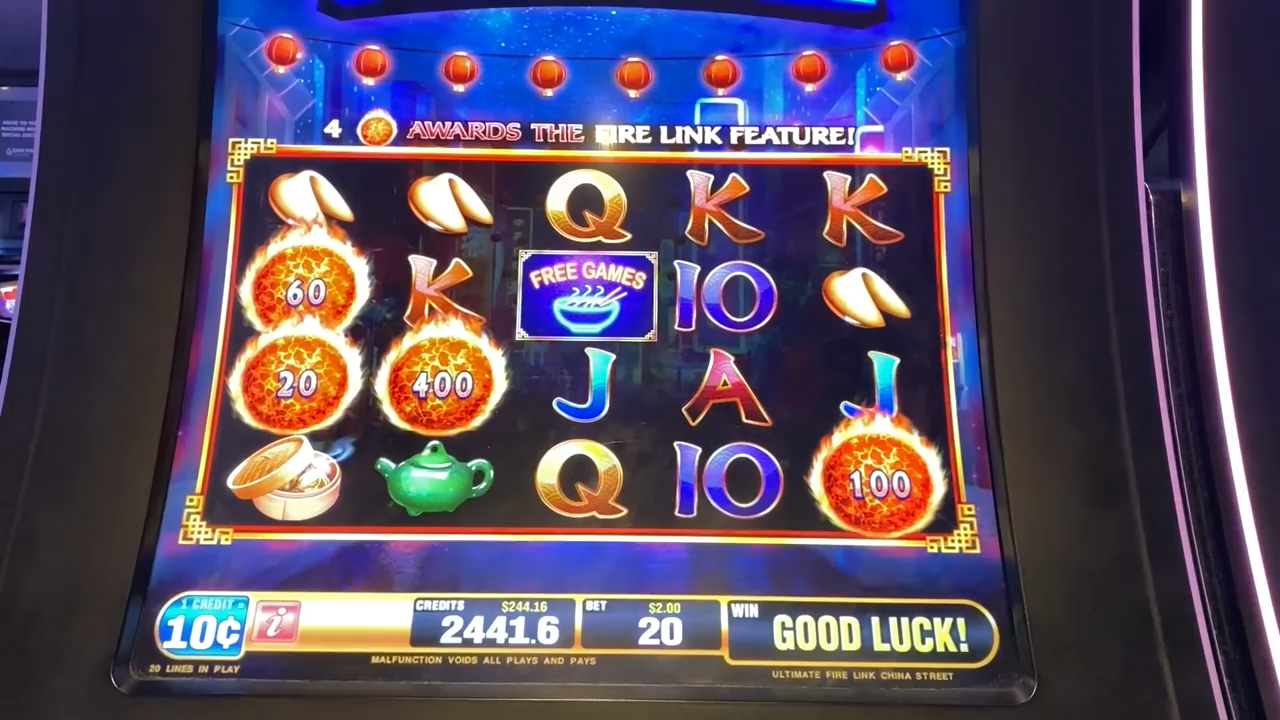 4 AWARDS THE FIRE LINK FEATURE!
Q K K
60 K FREE GAMES 10
20 400 J A J
Q 10 100
1 CREDIT =
10¢
i
CREDITS $244.16
2441.6
BET $2.00
20
WIN GOOD LUCK!
20 LINES IN PLAY
MALFUNCTION VOIDS ALL PLAYS AND PAYS
ULTIMATE FIRE LINK CHINA STREET